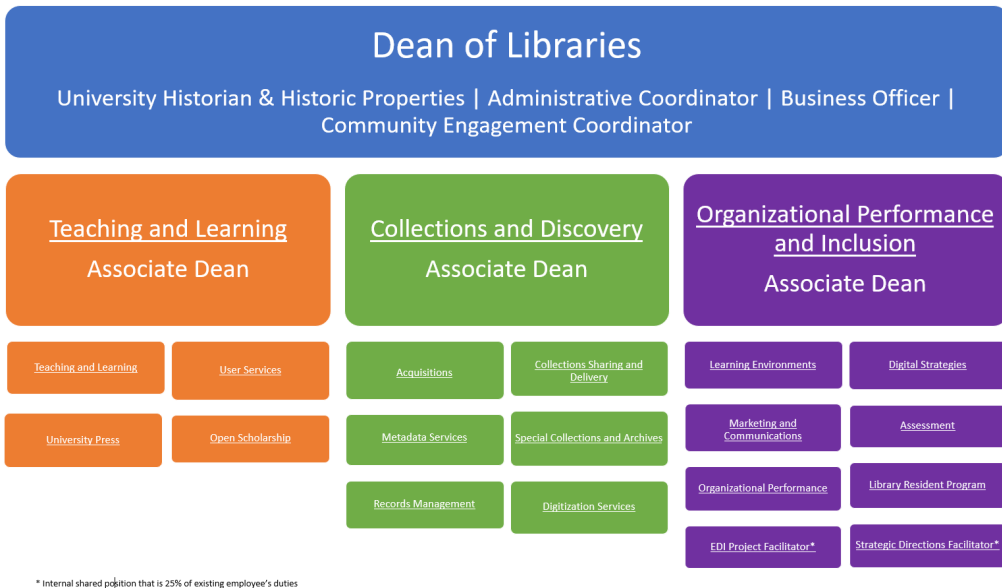 Dean of Libraries
University Historian & Historic Properties | Administrative Coordinator | Business Officer |
Community Engagement Coordinator
Teaching and Learning
Associate Dean
Collections and Discovery
Associate Dean
Organizational Performance
and Inclusion
Associate Dean
Teaching and Learning
User Services
University Press
Open Scholarship
Acquisitions
Collections Sharing and
Delivery
Metadata Services
Special Collections and Archives
Records Management
Digitization Services
Learning Environments
Digital Strategies
Marketing and
Communications
Assessment
Organizational Performance
Library Resident Program
EDI Project Facilitator*
Strategic Directions Facilitator*
* Internal shared position that is 25% of existing employee's duties